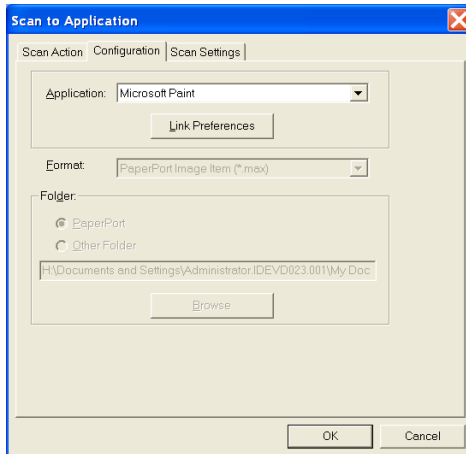 Scan to Application
Scan Action Configuration Scan Settings
Application: Microsoft Paint
Link Preferences
Format: PaperPort Image Item (*.max)
Folder:
PaperPort
Other Folder
H:\Documents and Settings\Administrator.IDEVD023.001\My Doc
Browse
OK Cancel